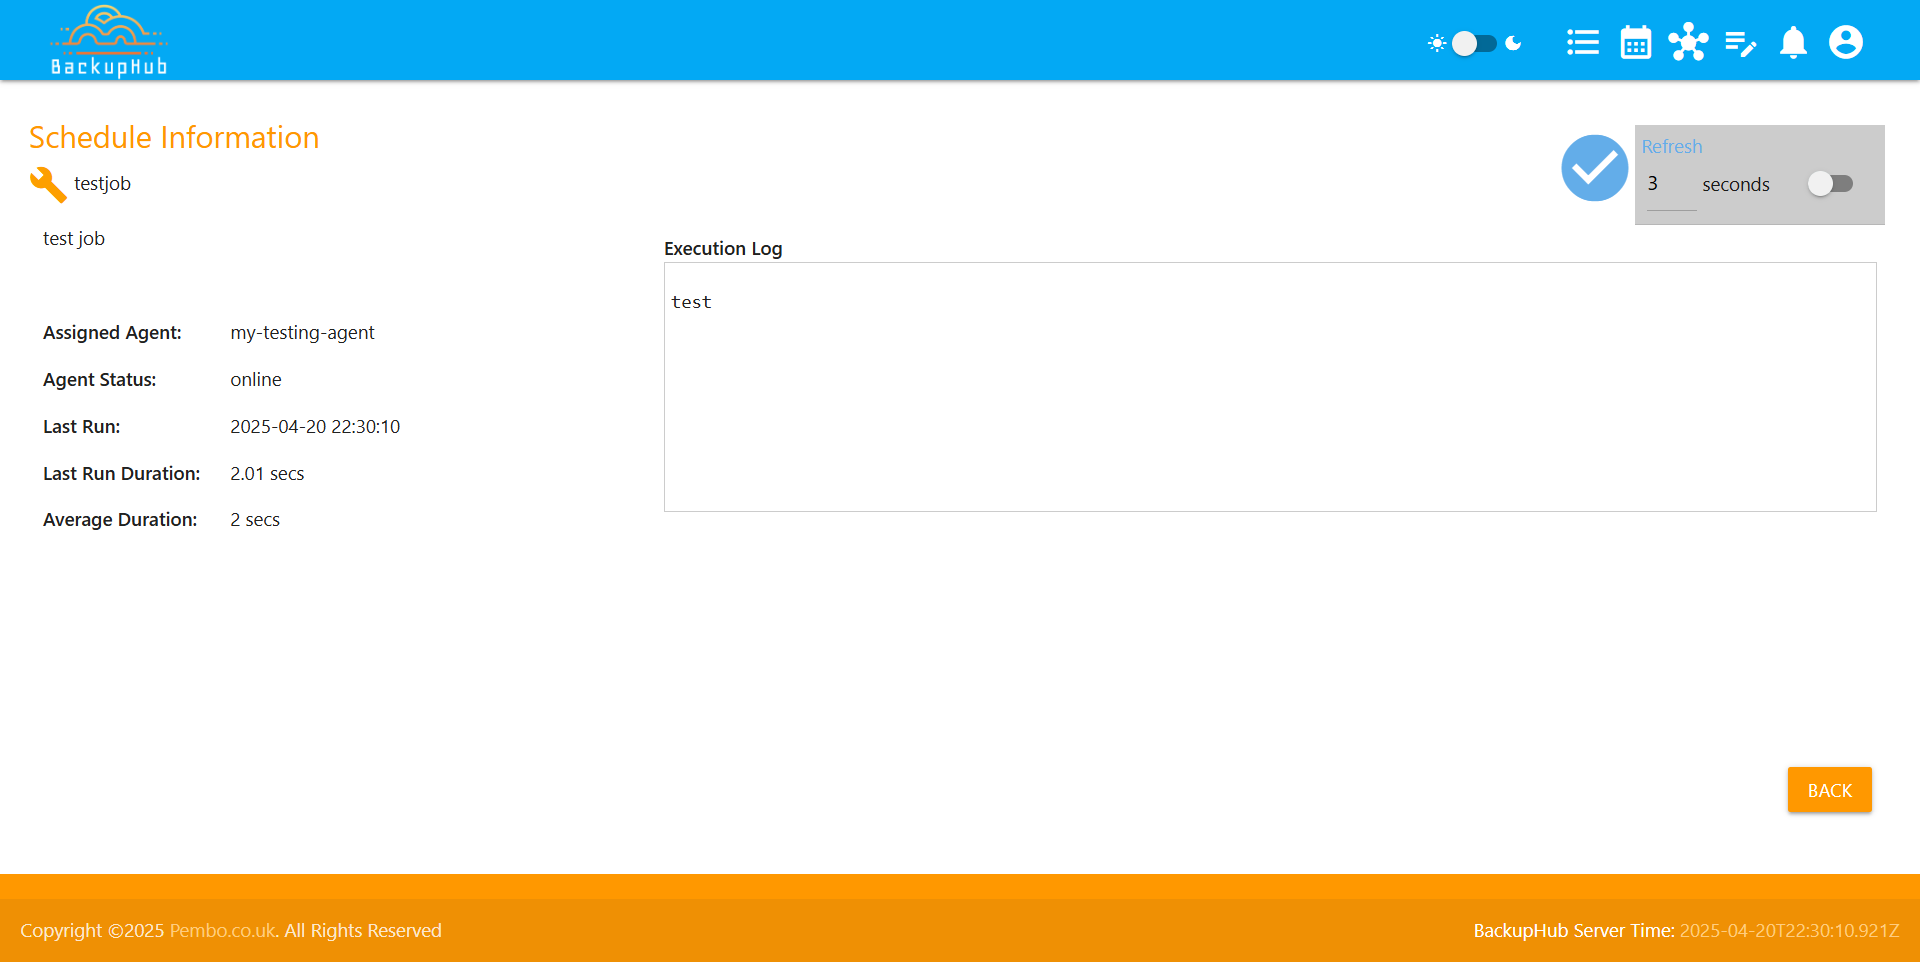 BackupHub
Schedule Information
testjob
Refresh
3 seconds
test job
Execution Log
test
Assigned Agent: my-testing-agent
Agent Status: online
Last Run: 2025-04-20 22:30:10
Last Run Duration: 2.01 secs
Average Duration: 2 secs
BACK
Copyright ©2025 Pembo.co.uk. All Rights Reserved
BackupHub Server Time: 2025-04-20T22:30:10.921Z